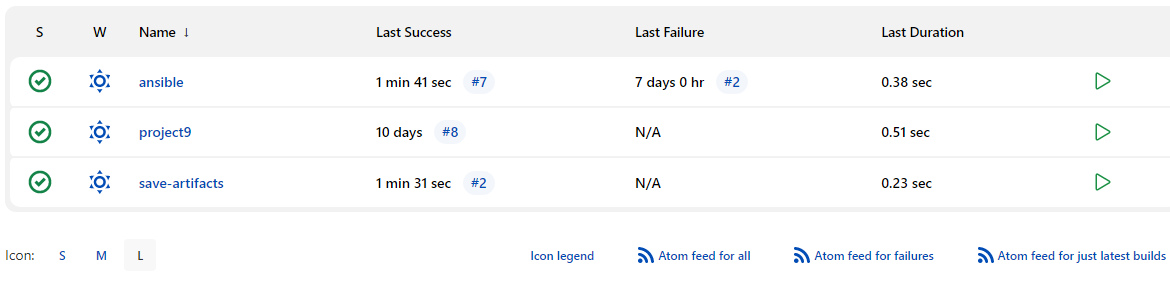 S W Name ↓ Last Success Last Failure Last Duration
ansible 1 min 41 sec #7 7 days 0 hr #2 0.38 sec
project9 10 days #8 N/A 0.51 sec
save-artifacts 1 min 31 sec #2 N/A 0.23 sec
Icon: S M L Icon legend Atom feed for all Atom feed for failures Atom feed for just latest builds